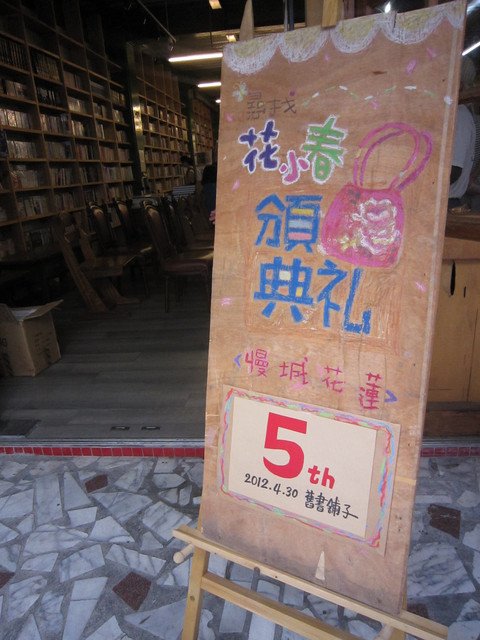 尋找
花小春
頒獎
典礼
<慢城花蓮>
5th
2012.4.30 舊書舖子